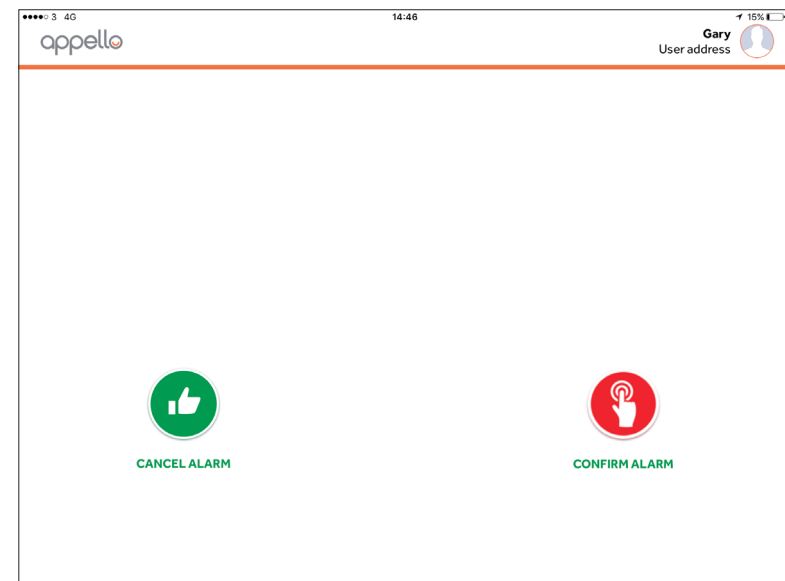 3 4G
14:46
15%
appello
Gary
User address
CANCEL ALARM
CONFIRM ALARM